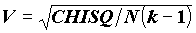 V = √CHISQ/N(k − 1)